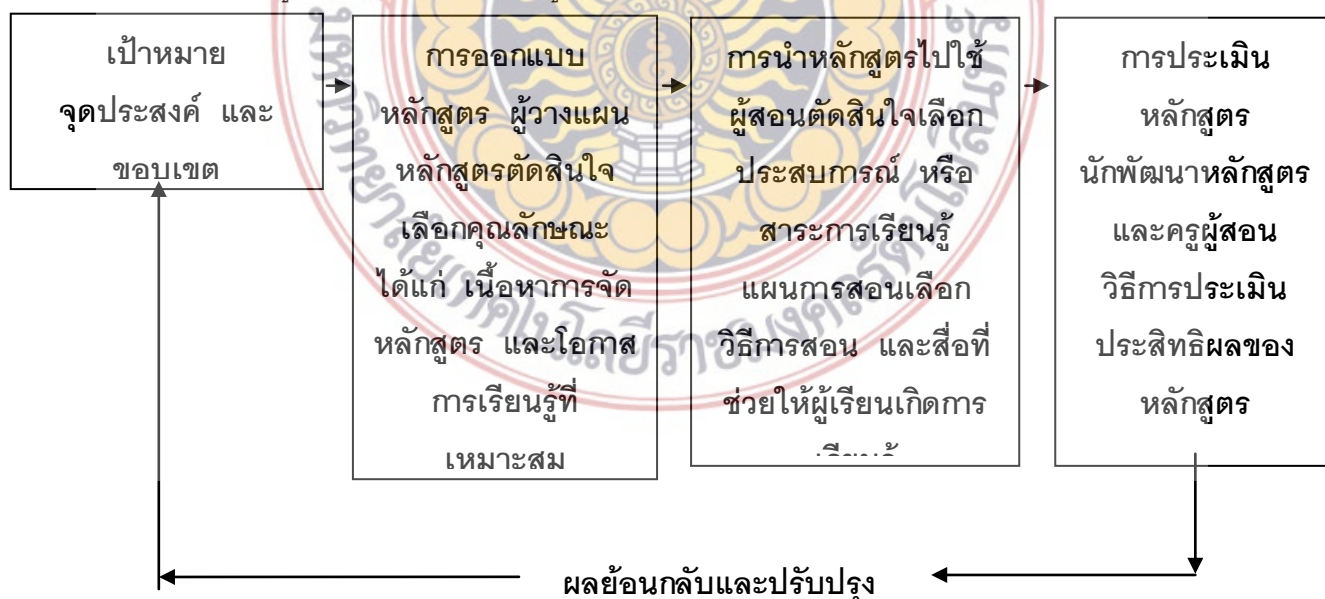 เป้าหมาย
จุดประสงค์ และ
ขอบเขต
การออกแบบ
หลักสูตร ผู้วางแผน
หลักสูตรตัดสินใจ
เลือกคุณลักษณะ
ได้แก่ เนื้อหาการจัด
หลักสูตร และโอกาส
การเรียนรู้ที่
เหมาะสม
การนำหลักสูตรไปใช้
ผู้สอนตัดสินใจเลือก
ประสบการณ์ หรือ
สาระการเรียนรู้
แผนการสอนเลือก
วิธีการสอน และสื่อที่
ช่วยให้ผู้เรียนเกิดการ
การประเมิน
หลักสูตร
นักพัฒนาหลักสูตร
และครูผู้สอน
วิธีการประเมิน
ประสิทธิผลของ
หลักสูตร
ผลย้อนกลับและปรับปรุง